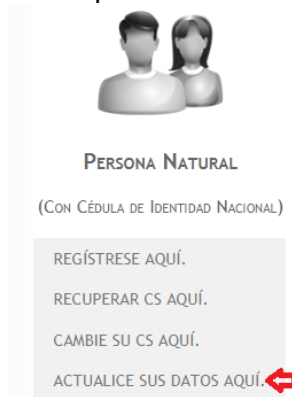 Persona Natural
(Con Cédula de Identidad Nacional)
REGÍSTRESE AQUÍ.
RECUPERAR CS AQUÍ.
CAMBIE SU CS AQUÍ.
ACTUALICE SUS DATOS AQUÍ.